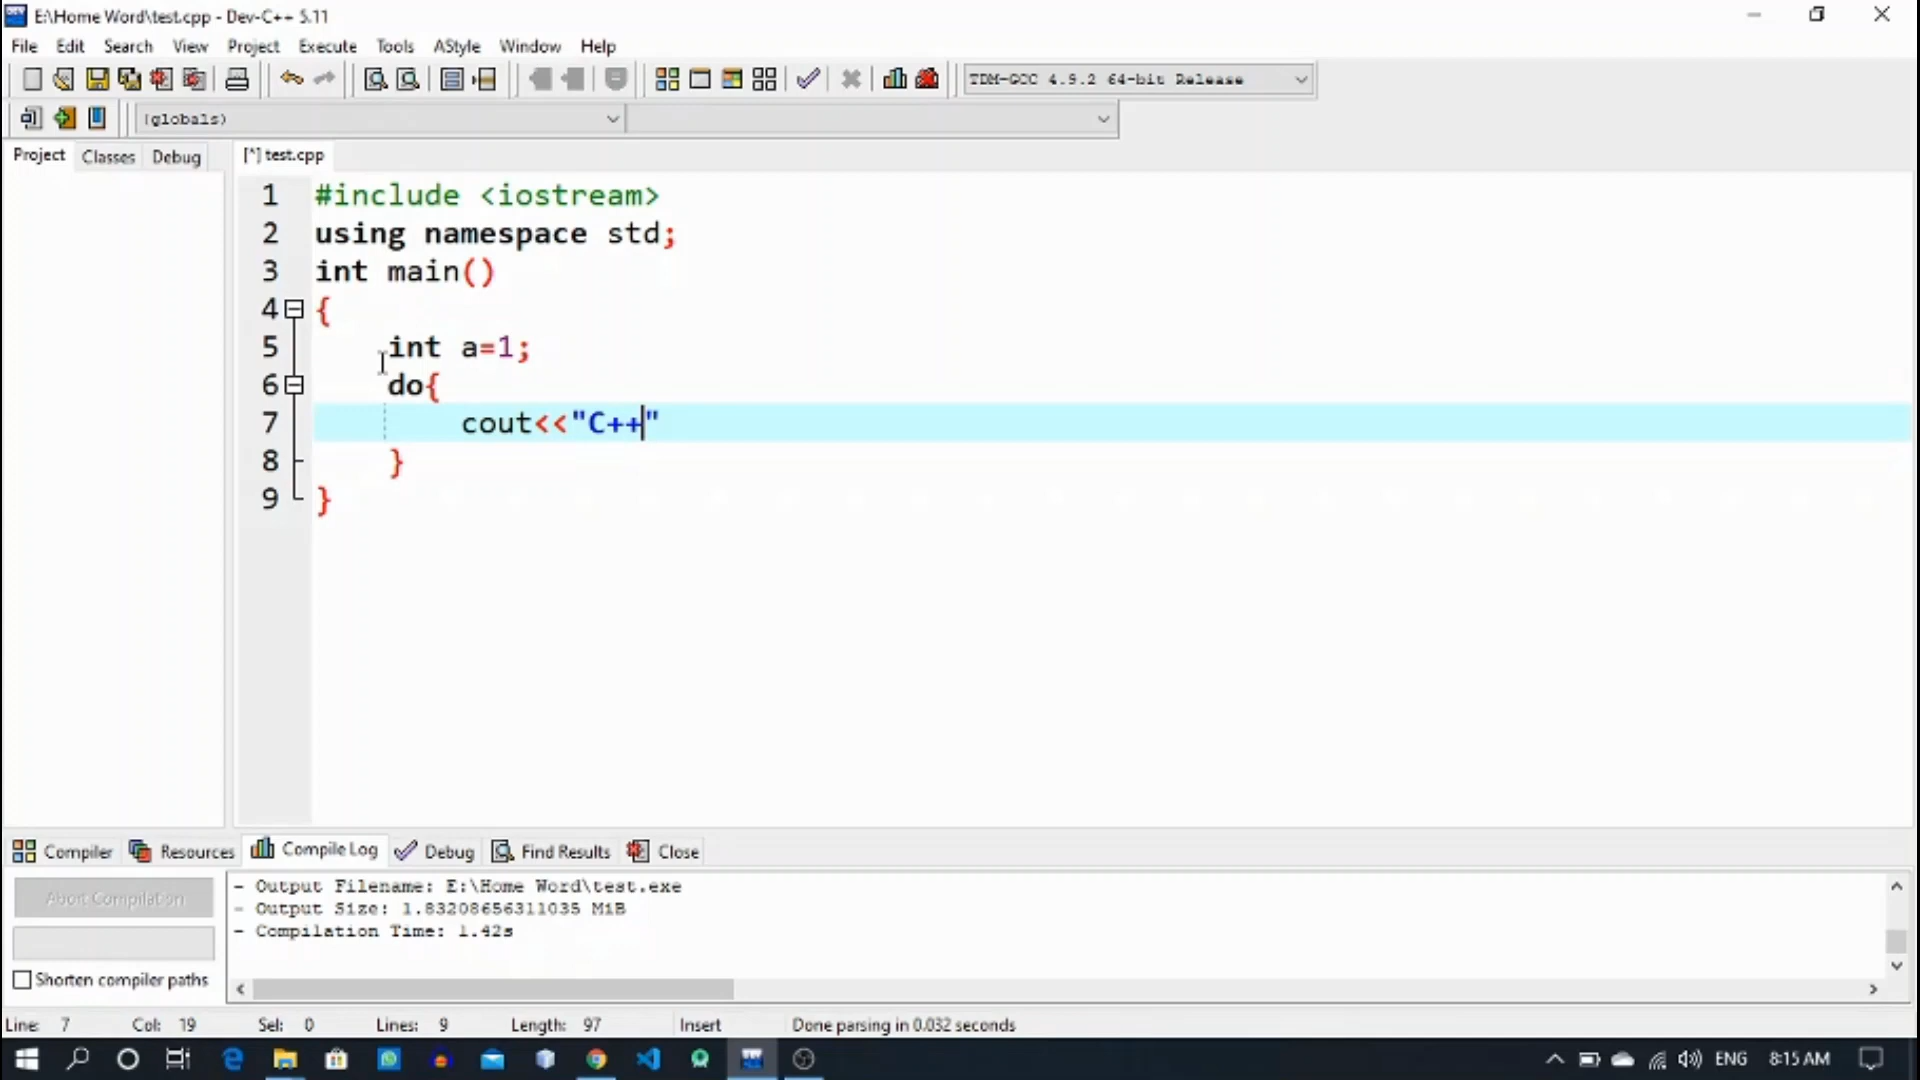 E:\Home Word\test.cpp - Dev-C++ 5.11
File Edit Search View Project Execute Tools AStyle Window Help
TDM-GCC 4.9.2 64-bit Release
(globals)
Project Classes Debug [*] test.cpp
1 #include <iostream>
2 using namespace std;
3 int main()
4 {
5 int a=1;
6 do{
7 cout<<"C++"
8 }
9 }
Compiler Resources Compile Log Debug Find Results Close
Abort Compilation
- Output Filename: E:\Home Word\test.exe
- Output Size: 1.83208656311035 MiB
- Compilation Time: 1.42s
Shorten compiler paths
Line: 7 Col: 19 Sel: 0 Lines: 9 Length: 97 Insert Done parsing in 0.032 seconds
ENG 8:15 AM